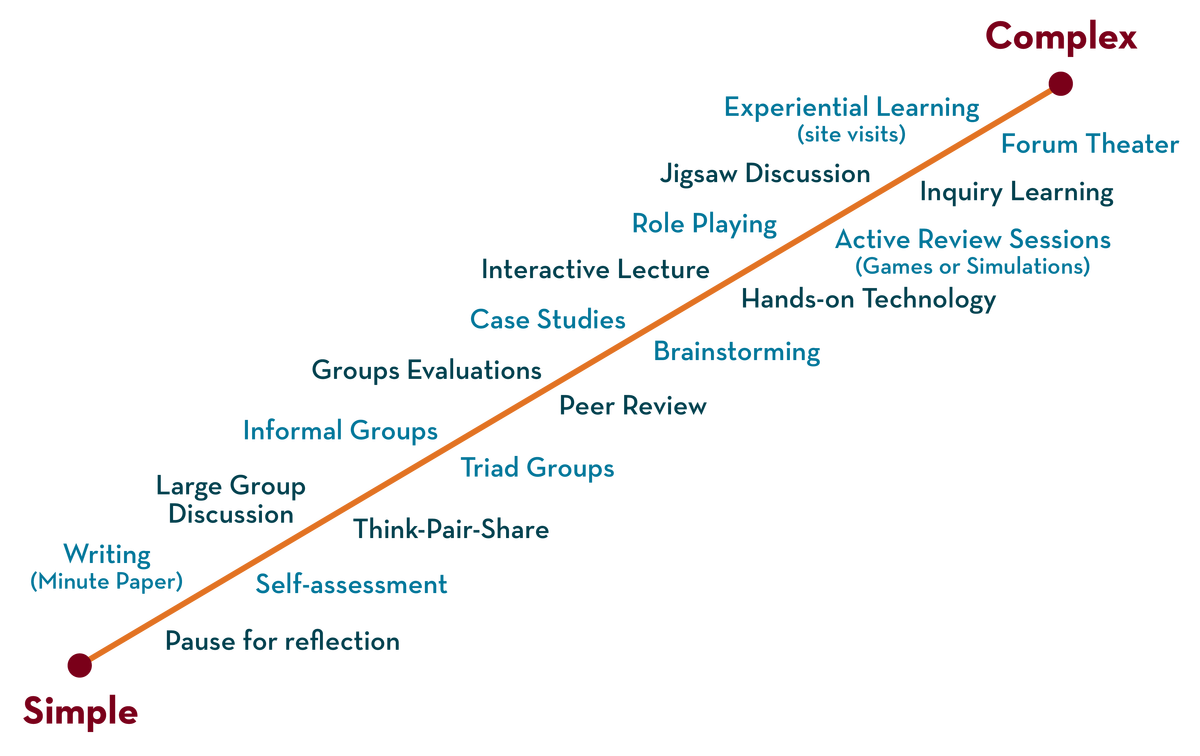 Complex
Experiential Learning
(site visits)
Forum Theater
Jigsaw Discussion
Inquiry Learning
Role Playing
Active Review Sessions
(Games or Simulations)
Interactive Lecture
Hands-on Technology
Case Studies
Brainstorming
Groups Evaluations
Peer Review
Informal Groups
Triad Groups
Large Group
Discussion
Think-Pair-Share
Writing
(Minute Paper)
Self-assessment
Pause for reflection
Simple